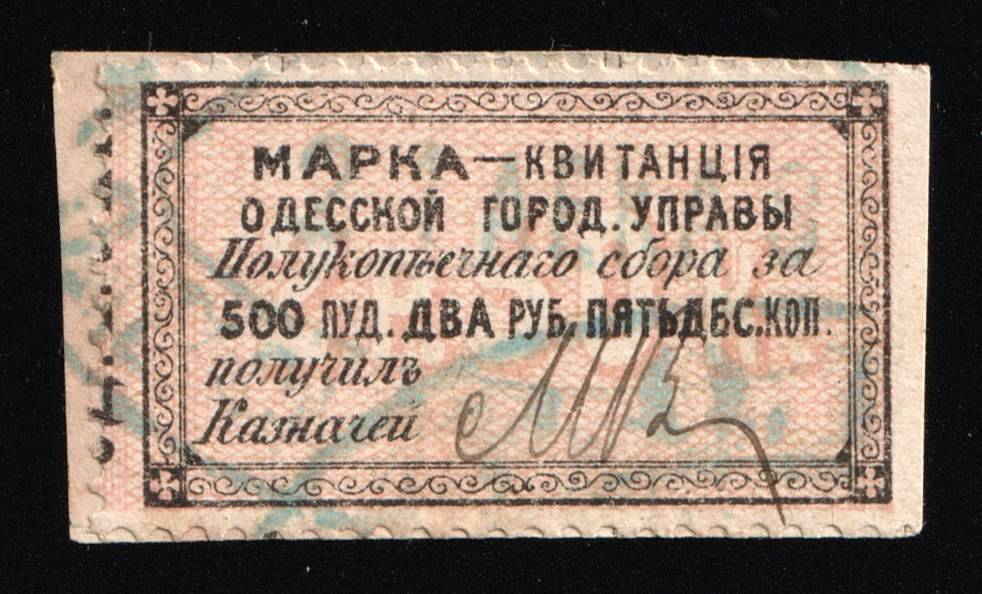 МАРКА—КВИТАНЦІЯ
ОДЕССКОЙ ГОРОД. УПРАВЫ
Полукопѣечнаго сбора за
500 ПУД. ДВА РУБ. ПЯТЬДЕС. КОП.
получилъ
Казначей